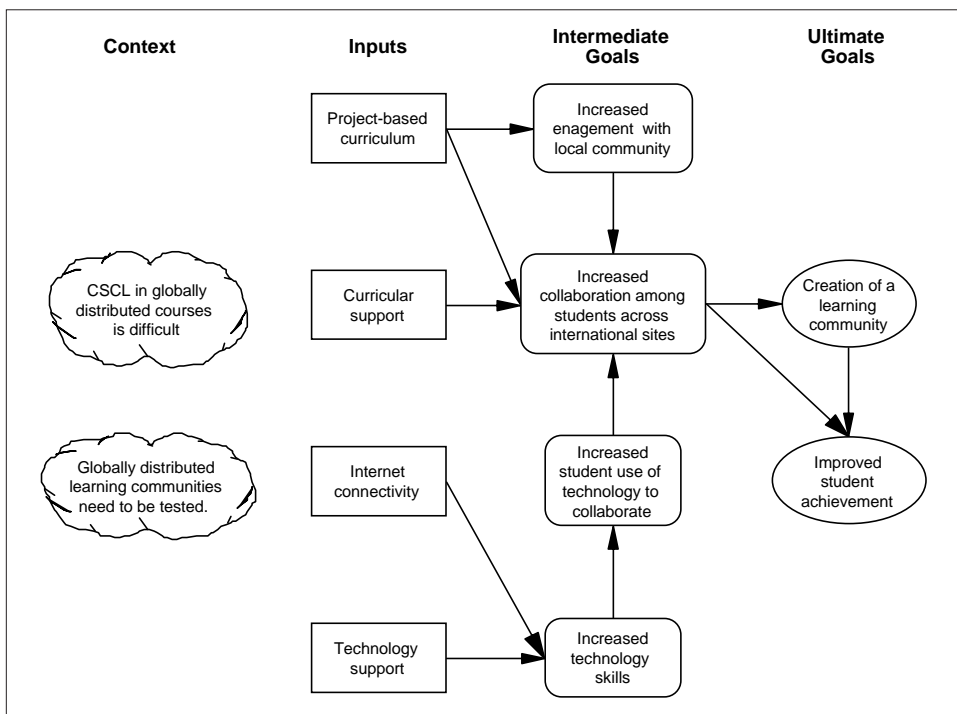 Context
Inputs
Intermediate
Goals
Ultimate
Goals
Project-based
curriculum
Increased
enagement with
local community
CSCL in globally
distributed courses
is difficult
Curricular
support
Increased
collaboration among
students across
international sites
Creation of a
learning
community
Globally distributed
learning communities
need to be tested.
Internet
connectivity
Increased
student use of
technology to
collaborate
Improved
student
achievement
Technology
support
Increased
technology
skills